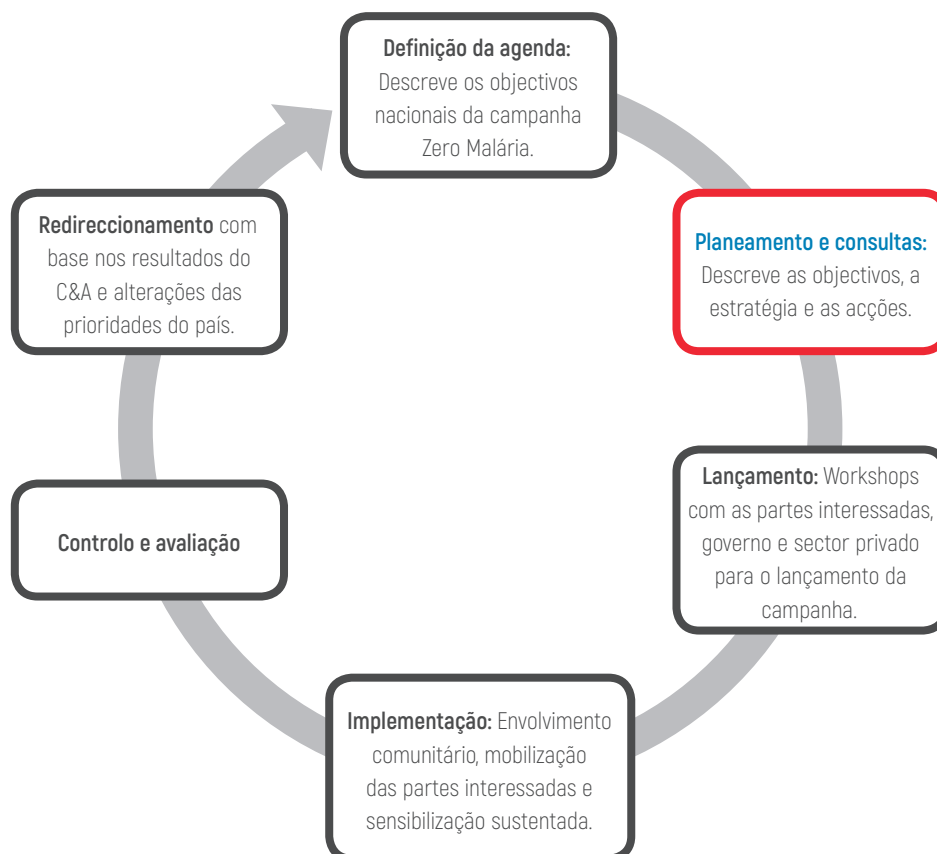 Definição da agenda:
Descreve os objectivos
nacionais da campanha
Zero Malária.
Planeamento e consultas:
Descreve as objectivos, a
estratégia e as acções.
Lançamento: Workshops
com as partes interessadas,
governo e sector privado
para o lançamento da
campanha.
Implementação: Envolvimento
comunitário, mobilização
das partes interessadas e
sensibilização sustentada.
Controlo e avaliação
Redireccionamento com
base nos resultados do
C&A e alterações das
prioridades do país.